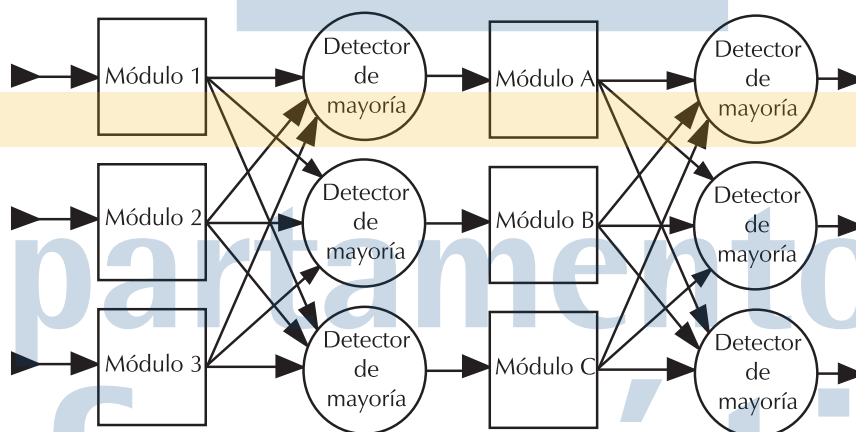 Módulo 1
Detector
de
mayoría
Módulo A
Detector
de
mayoría
Módulo 2
Detector
de
mayoría
Módulo B
Detector
de
mayoría
Módulo 3
Detector
de
mayoría
Módulo C
Detector
de
mayoría
partamento